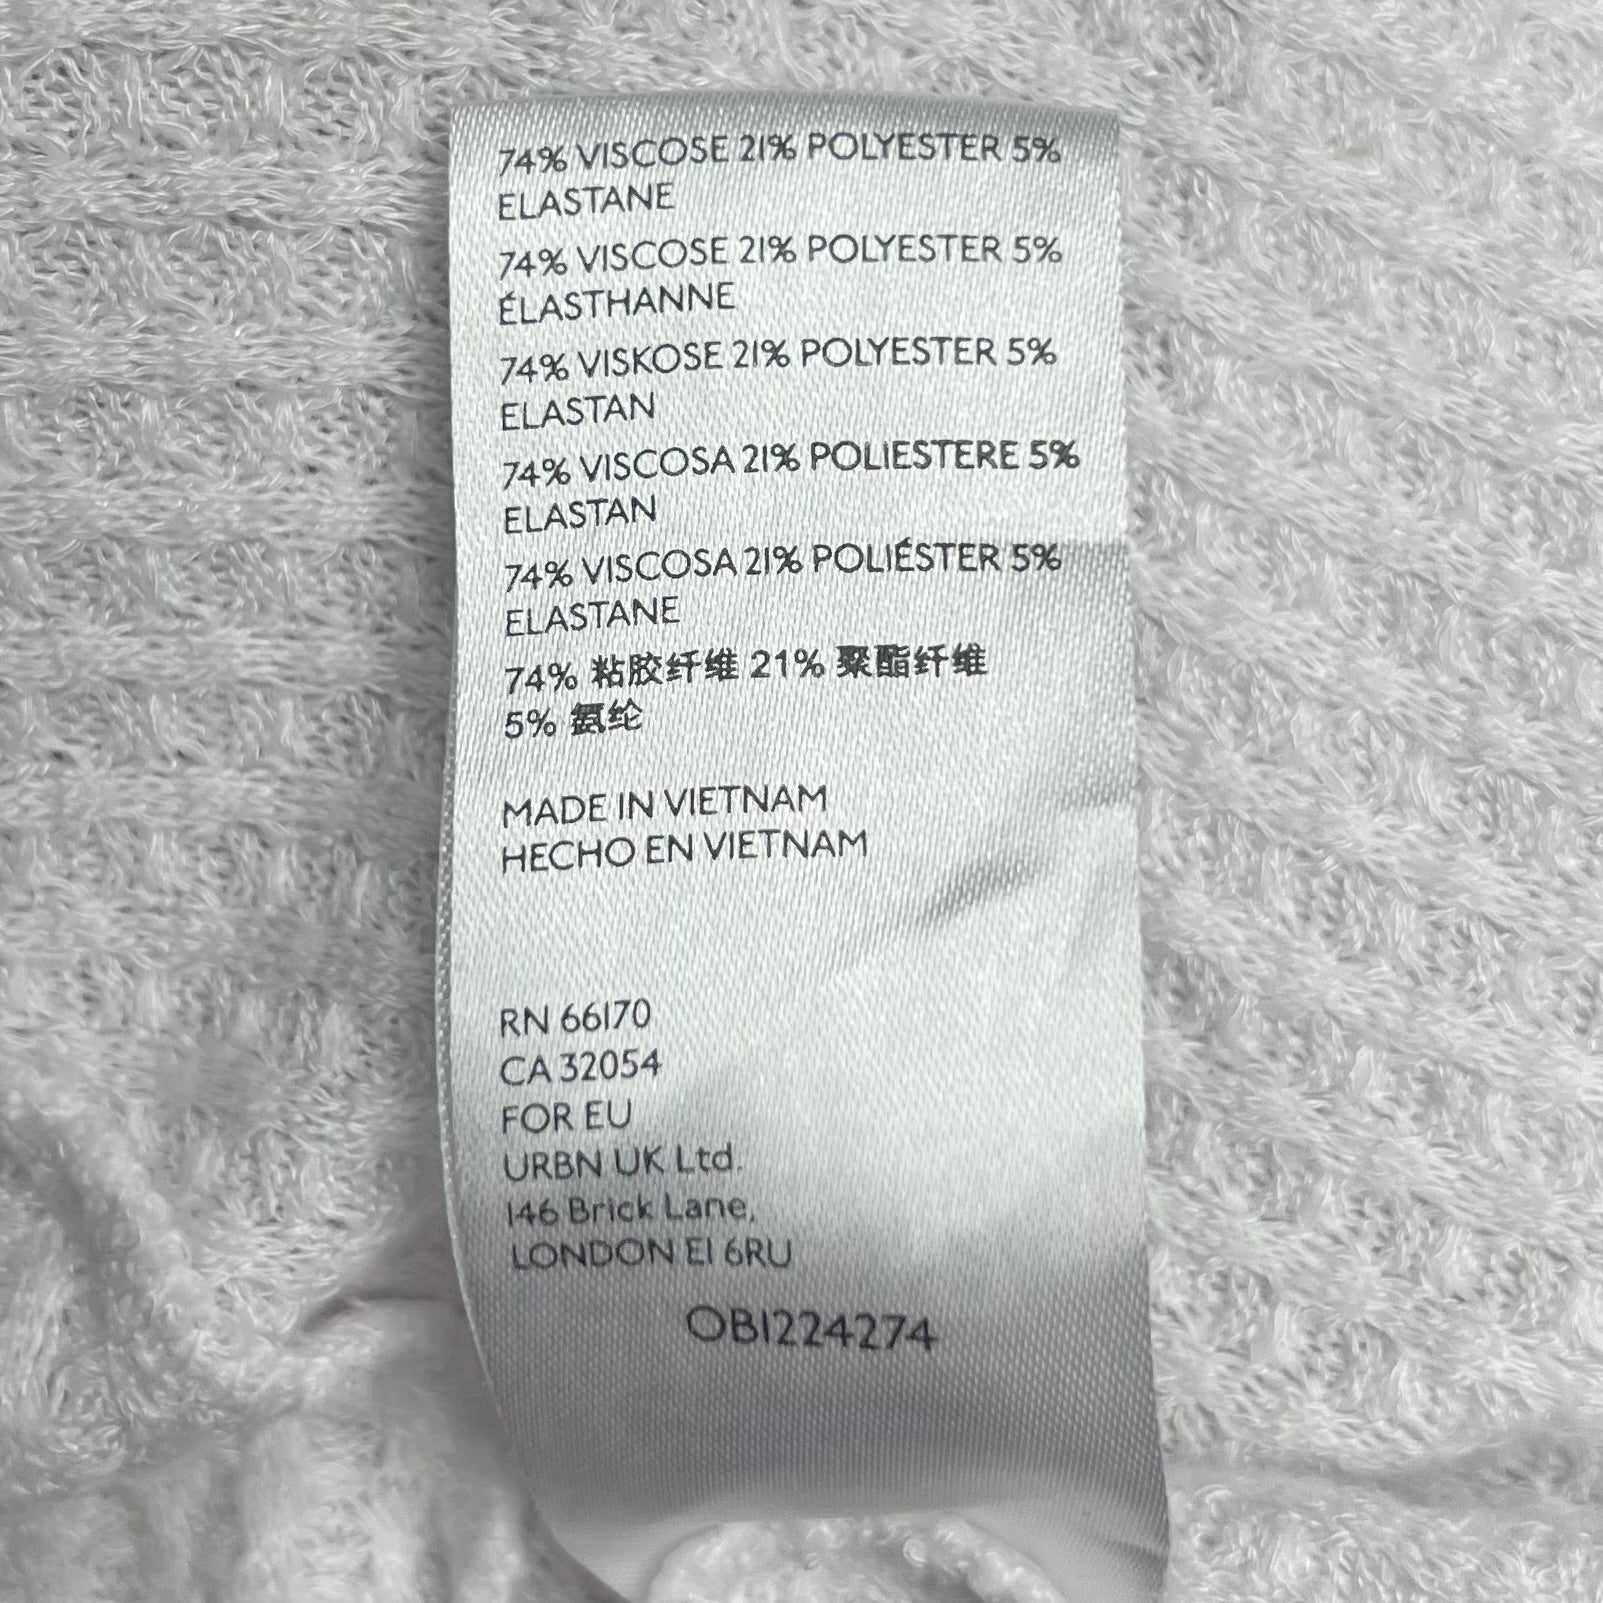 74% VISCOSE 21% POLYESTER 5%
ELASTANE
74% VISCOSE 21% POLYESTER 5%
ÉLASTHANNE
74% VISKOSE 21% POLYESTER 5%
ELASTAN
74% VISCOSA 21% POLIESTERE 5%
ELASTAN
74% VISCOSA 21% POLIÉSTER 5%
ELASTANE
74% 粘胶纤维 21% 聚酯纤维
5% 氨纶
MADE IN VIETNAM
HECHO EN VIETNAM
RN 66170
CA 32054
FOR EU
URBN UK Ltd.
146 Brick Lane,
LONDON E1 6RU
OB1224274